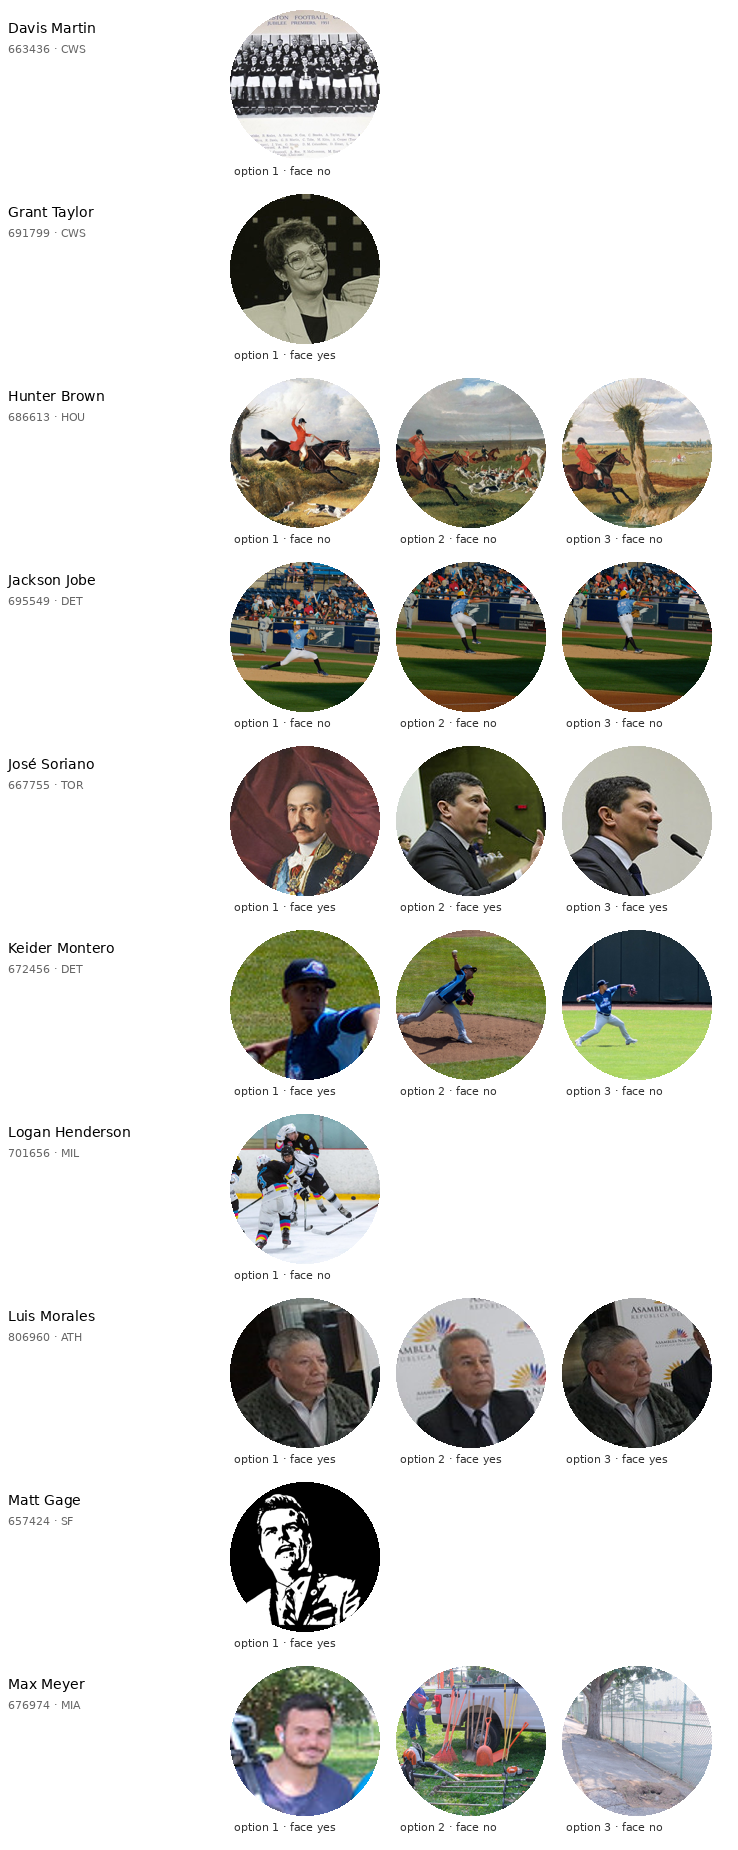 Davis Martin
663436 · CWS
JUBILEE PREMIERS 1951
option 1 · face no
Grant Taylor
691799 · CWS
option 1 · face yes
Hunter Brown
686613 · HOU
option 1 · face no
option 2 · face no
option 3 · face no
Jackson Jobe
695549 · DET
option 1 · face no
option 2 · face no
option 3 · face no
José Soriano
667755 · TOR
option 1 · face yes
option 2 · face yes
option 3 · face yes
Keider Montero
672456 · DET
option 1 · face yes
option 2 · face no
option 3 · face no
Logan Henderson
701656 · MIL
option 1 · face no
Luis Morales
806960 · ATH
option 1 · face yes
option 2 · face yes
option 3 · face yes
Matt Gage
657424 · SF
option 1 · face yes
Max Meyer
676974 · MIA
option 1 · face yes
option 2 · face no
option 3 · face no